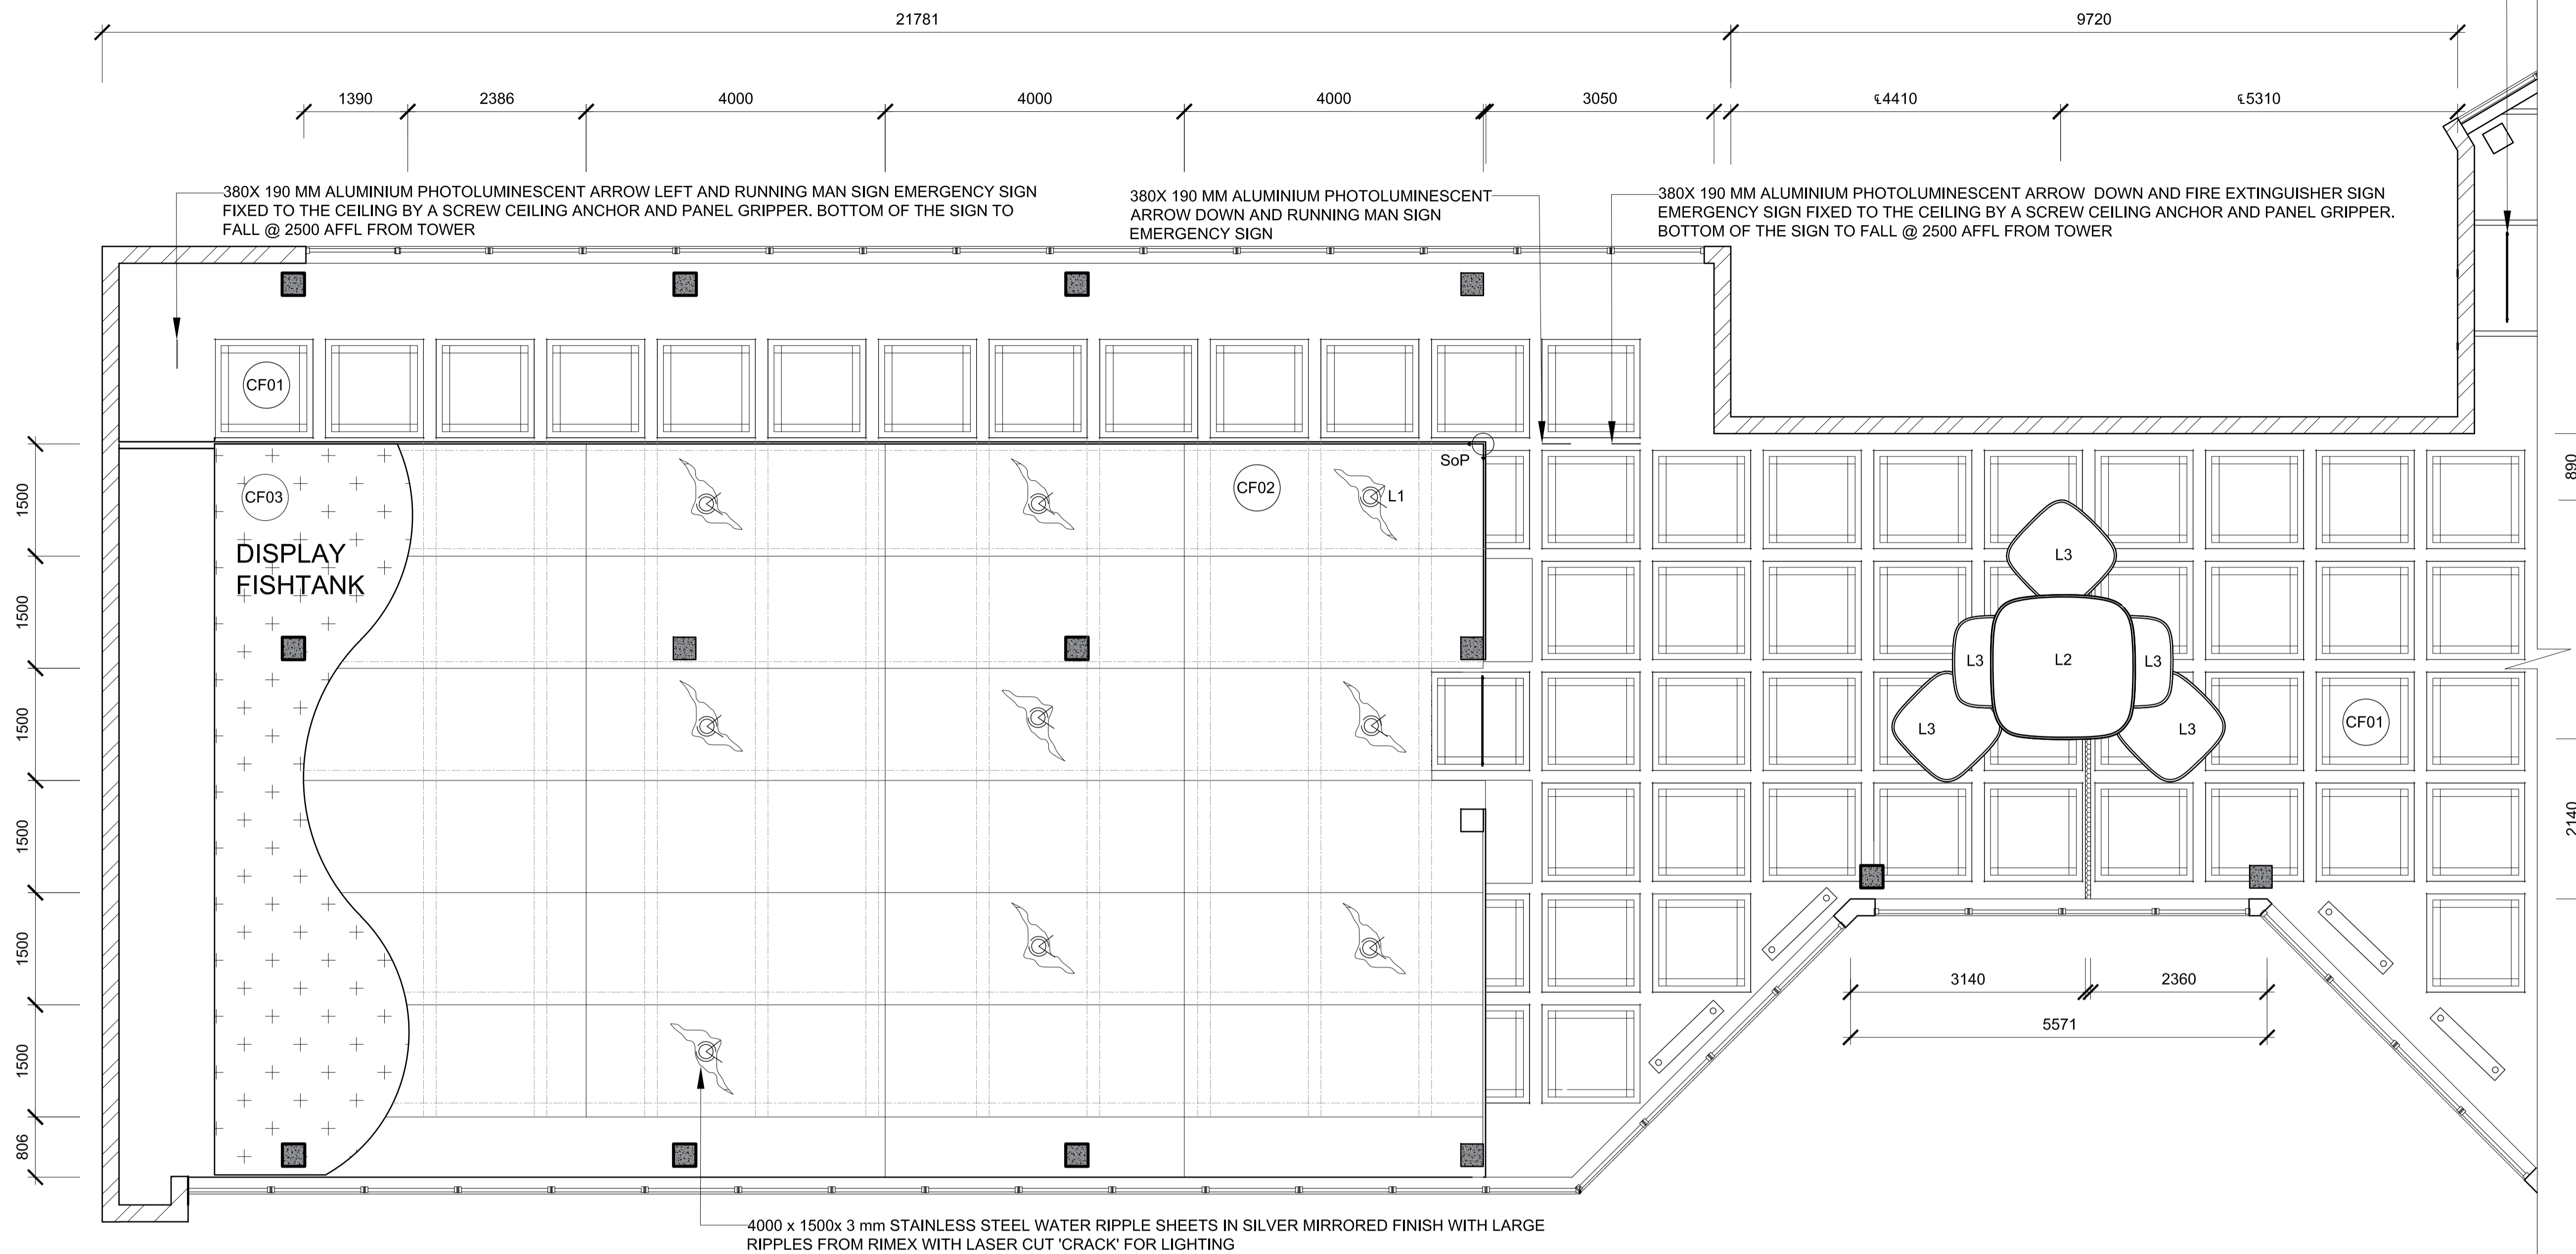 21781
9720
1390
2386
4000
4000
4000
3050
℄4410
℄5310
380X 190 MM ALUMINIUM PHOTOLUMINESCENT ARROW LEFT AND RUNNING MAN SIGN EMERGENCY SIGN
FIXED TO THE CEILING BY A SCREW CEILING ANCHOR AND PANEL GRIPPER. BOTTOM OF THE SIGN TO
FALL @ 2500 AFFL FROM TOWER
380X 190 MM ALUMINIUM PHOTOLUMINESCENT
ARROW DOWN AND RUNNING MAN SIGN
EMERGENCY SIGN
380X 190 MM ALUMINIUM PHOTOLUMINESCENT ARROW DOWN AND FIRE EXTINGUISHER SIGN
EMERGENCY SIGN FIXED TO THE CEILING BY A SCREW CEILING ANCHOR AND PANEL GRIPPER.
BOTTOM OF THE SIGN TO FALL @ 2500 AFFL FROM TOWER
CF01
SoP
890
1500
CF03
CF02
L1
DISPLAY
FISHTANK
L3
1500
L3
L2
L3
1500
L3
L3
CF01
1500
2140
1500
3140
2360
5571
1500
806
4000 x 1500x 3 mm STAINLESS STEEL WATER RIPPLE SHEETS IN SILVER MIRRORED FINISH WITH LARGE
RIPPLES FROM RIMEX WITH LASER CUT 'CRACK' FOR LIGHTING